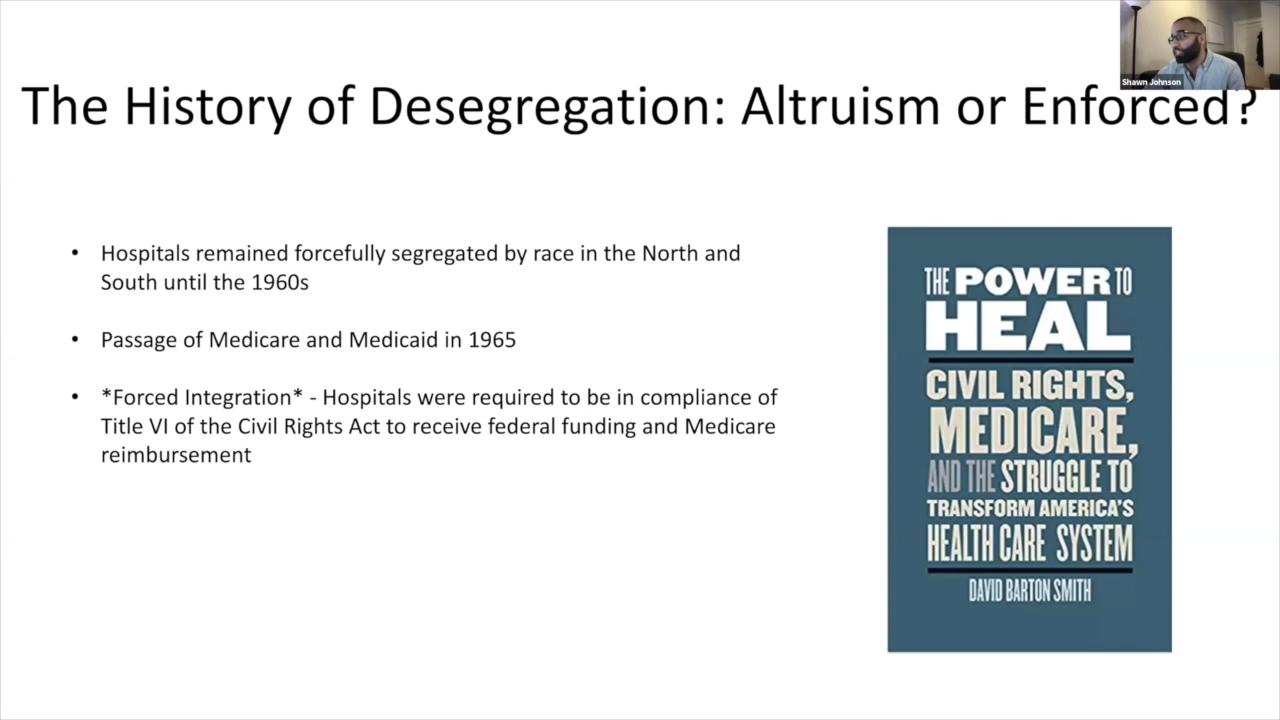 Shawn Johnson
The History of Desegregation: Altruism or Enforced?
• Hospitals remained forcefully segregated by race in the North and
South until the 1960s
• Passage of Medicare and Medicaid in 1965
• *Forced Integration* - Hospitals were required to be in compliance of
Title VI of the Civil Rights Act to receive federal funding and Medicare
reimbursement
THE POWER TO
HEAL
CIVIL RIGHTS,
MEDICARE,
AND THE STRUGGLE TO
TRANSFORM AMERICA'S
HEALTH CARE SYSTEM
DAVID BARTON SMITH